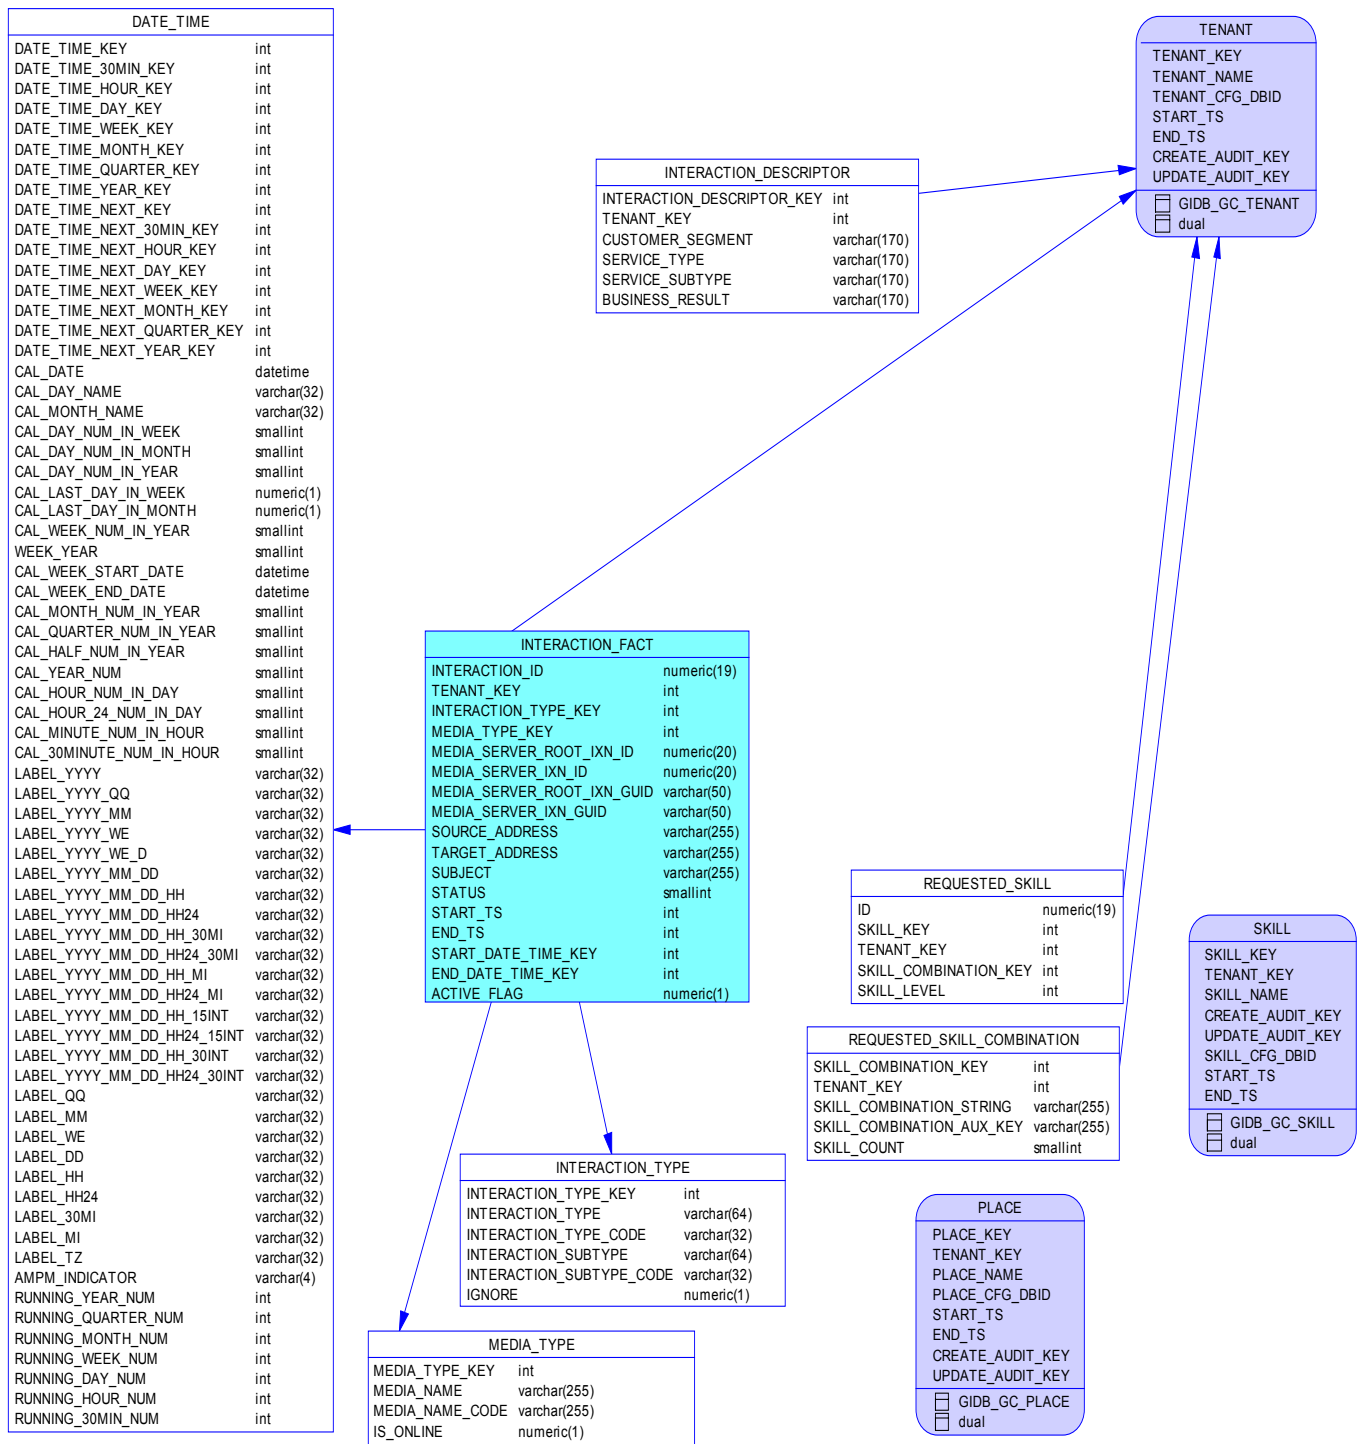 DATE_TIME
DATE_TIME_KEY int
DATE_TIME_30MIN_KEY int
DATE_TIME_HOUR_KEY int
DATE_TIME_DAY_KEY int
DATE_TIME_WEEK_KEY int
DATE_TIME_MONTH_KEY int
DATE_TIME_QUARTER_KEY int
DATE_TIME_YEAR_KEY int
DATE_TIME_NEXT_KEY int
DATE_TIME_NEXT_30MIN_KEY int
DATE_TIME_NEXT_HOUR_KEY int
DATE_TIME_NEXT_DAY_KEY int
DATE_TIME_NEXT_WEEK_KEY int
DATE_TIME_NEXT_MONTH_KEY int
DATE_TIME_NEXT_QUARTER_KEY int
DATE_TIME_NEXT_YEAR_KEY int
CAL_DATE datetime
CAL_DAY_NAME varchar(32)
CAL_MONTH_NAME varchar(32)
CAL_DAY_NUM_IN_WEEK smallint
CAL_DAY_NUM_IN_MONTH smallint
CAL_DAY_NUM_IN_YEAR smallint
CAL_LAST_DAY_IN_WEEK numeric(1)
CAL_LAST_DAY_IN_MONTH numeric(1)
CAL_WEEK_NUM_IN_YEAR smallint
WEEK_YEAR smallint
CAL_WEEK_START_DATE datetime
CAL_WEEK_END_DATE datetime
CAL_MONTH_NUM_IN_YEAR smallint
CAL_QUARTER_NUM_IN_YEAR smallint
CAL_HALF_NUM_IN_YEAR smallint
CAL_YEAR_NUM smallint
CAL_HOUR_NUM_IN_DAY smallint
CAL_HOUR_24_NUM_IN_DAY smallint
CAL_MINUTE_NUM_IN_HOUR smallint
CAL_30MINUTE_NUM_IN_HOUR smallint
LABEL_YYYY varchar(32)
LABEL_YYYY_QQ varchar(32)
LABEL_YYYY_MM varchar(32)
LABEL_YYYY_WE varchar(32)
LABEL_YYYY_WE_D varchar(32)
LABEL_YYYY_MM_DD varchar(32)
LABEL_YYYY_MM_DD_HH varchar(32)
LABEL_YYYY_MM_DD_HH24 varchar(32)
LABEL_YYYY_MM_DD_HH_30MI varchar(32)
LABEL_YYYY_MM_DD_HH24_30MI varchar(32)
LABEL_YYYY_MM_DD_HH_MI varchar(32)
LABEL_YYYY_MM_DD_HH24_MI varchar(32)
LABEL_YYYY_MM_DD_HH_15INT varchar(32)
LABEL_YYYY_MM_DD_HH24_15INT varchar(32)
LABEL_YYYY_MM_DD_HH_30INT varchar(32)
LABEL_YYYY_MM_DD_HH24_30INT varchar(32)
LABEL_QQ varchar(32)
LABEL_MM varchar(32)
LABEL_WE varchar(32)
LABEL_DD varchar(32)
LABEL_HH varchar(32)
LABEL_HH24 varchar(32)
LABEL_30MI varchar(32)
LABEL_MI varchar(32)
LABEL_TZ varchar(32)
AMPM_INDICATOR varchar(4)
RUNNING_YEAR_NUM int
RUNNING_QUARTER_NUM int
RUNNING_MONTH_NUM int
RUNNING_WEEK_NUM int
RUNNING_DAY_NUM int
RUNNING_HOUR_NUM int
RUNNING_30MIN_NUM int
TENANT
TENANT_KEY
TENANT_NAME
TENANT_CFG_DBID
START_TS
END_TS
CREATE_AUDIT_KEY
UPDATE_AUDIT_KEY
GIDB_GC_TENANT
dual
INTERACTION_DESCRIPTOR
INTERACTION_DESCRIPTOR_KEY int
TENANT_KEY int
CUSTOMER_SEGMENT varchar(170)
SERVICE_TYPE varchar(170)
SERVICE_SUBTYPE varchar(170)
BUSINESS_RESULT varchar(170)
INTERACTION_FACT
INTERACTION_ID numeric(19)
TENANT_KEY int
INTERACTION_TYPE_KEY int
MEDIA_TYPE_KEY int
MEDIA_SERVER_ROOT_IXN_ID numeric(20)
MEDIA_SERVER_IXN_ID numeric(20)
MEDIA_SERVER_ROOT_IXN_GUID varchar(50)
MEDIA_SERVER_IXN_GUID varchar(50)
SOURCE_ADDRESS varchar(255)
TARGET_ADDRESS varchar(255)
SUBJECT varchar(255)
STATUS smallint
START_TS int
END_TS int
START_DATE_TIME_KEY int
END_DATE_TIME_KEY int
ACTIVE_FLAG numeric(1)
REQUESTED_SKILL
ID numeric(19)
SKILL_KEY int
TENANT_KEY int
SKILL_COMBINATION_KEY int
SKILL_LEVEL int
SKILL
SKILL_KEY
TENANT_KEY
SKILL_NAME
CREATE_AUDIT_KEY
UPDATE_AUDIT_KEY
SKILL_CFG_DBID
START_TS
END_TS
GIDB_GC_SKILL
dual
REQUESTED_SKILL_COMBINATION
SKILL_COMBINATION_KEY int
TENANT_KEY int
SKILL_COMBINATION_STRING varchar(255)
SKILL_COMBINATION_AUX_KEY varchar(255)
SKILL_COUNT smallint
INTERACTION_TYPE
INTERACTION_TYPE_KEY int
INTERACTION_TYPE varchar(64)
INTERACTION_TYPE_CODE varchar(32)
INTERACTION_SUBTYPE varchar(64)
INTERACTION_SUBTYPE_CODE varchar(32)
IGNORE numeric(1)
PLACE
PLACE_KEY
TENANT_KEY
PLACE_NAME
PLACE_CFG_DBID
START_TS
END_TS
CREATE_AUDIT_KEY
UPDATE_AUDIT_KEY
GIDB_GC_PLACE
dual
MEDIA_TYPE
MEDIA_TYPE_KEY int
MEDIA_NAME varchar(255)
MEDIA_NAME_CODE varchar(255)
IS_ONLINE numeric(1)